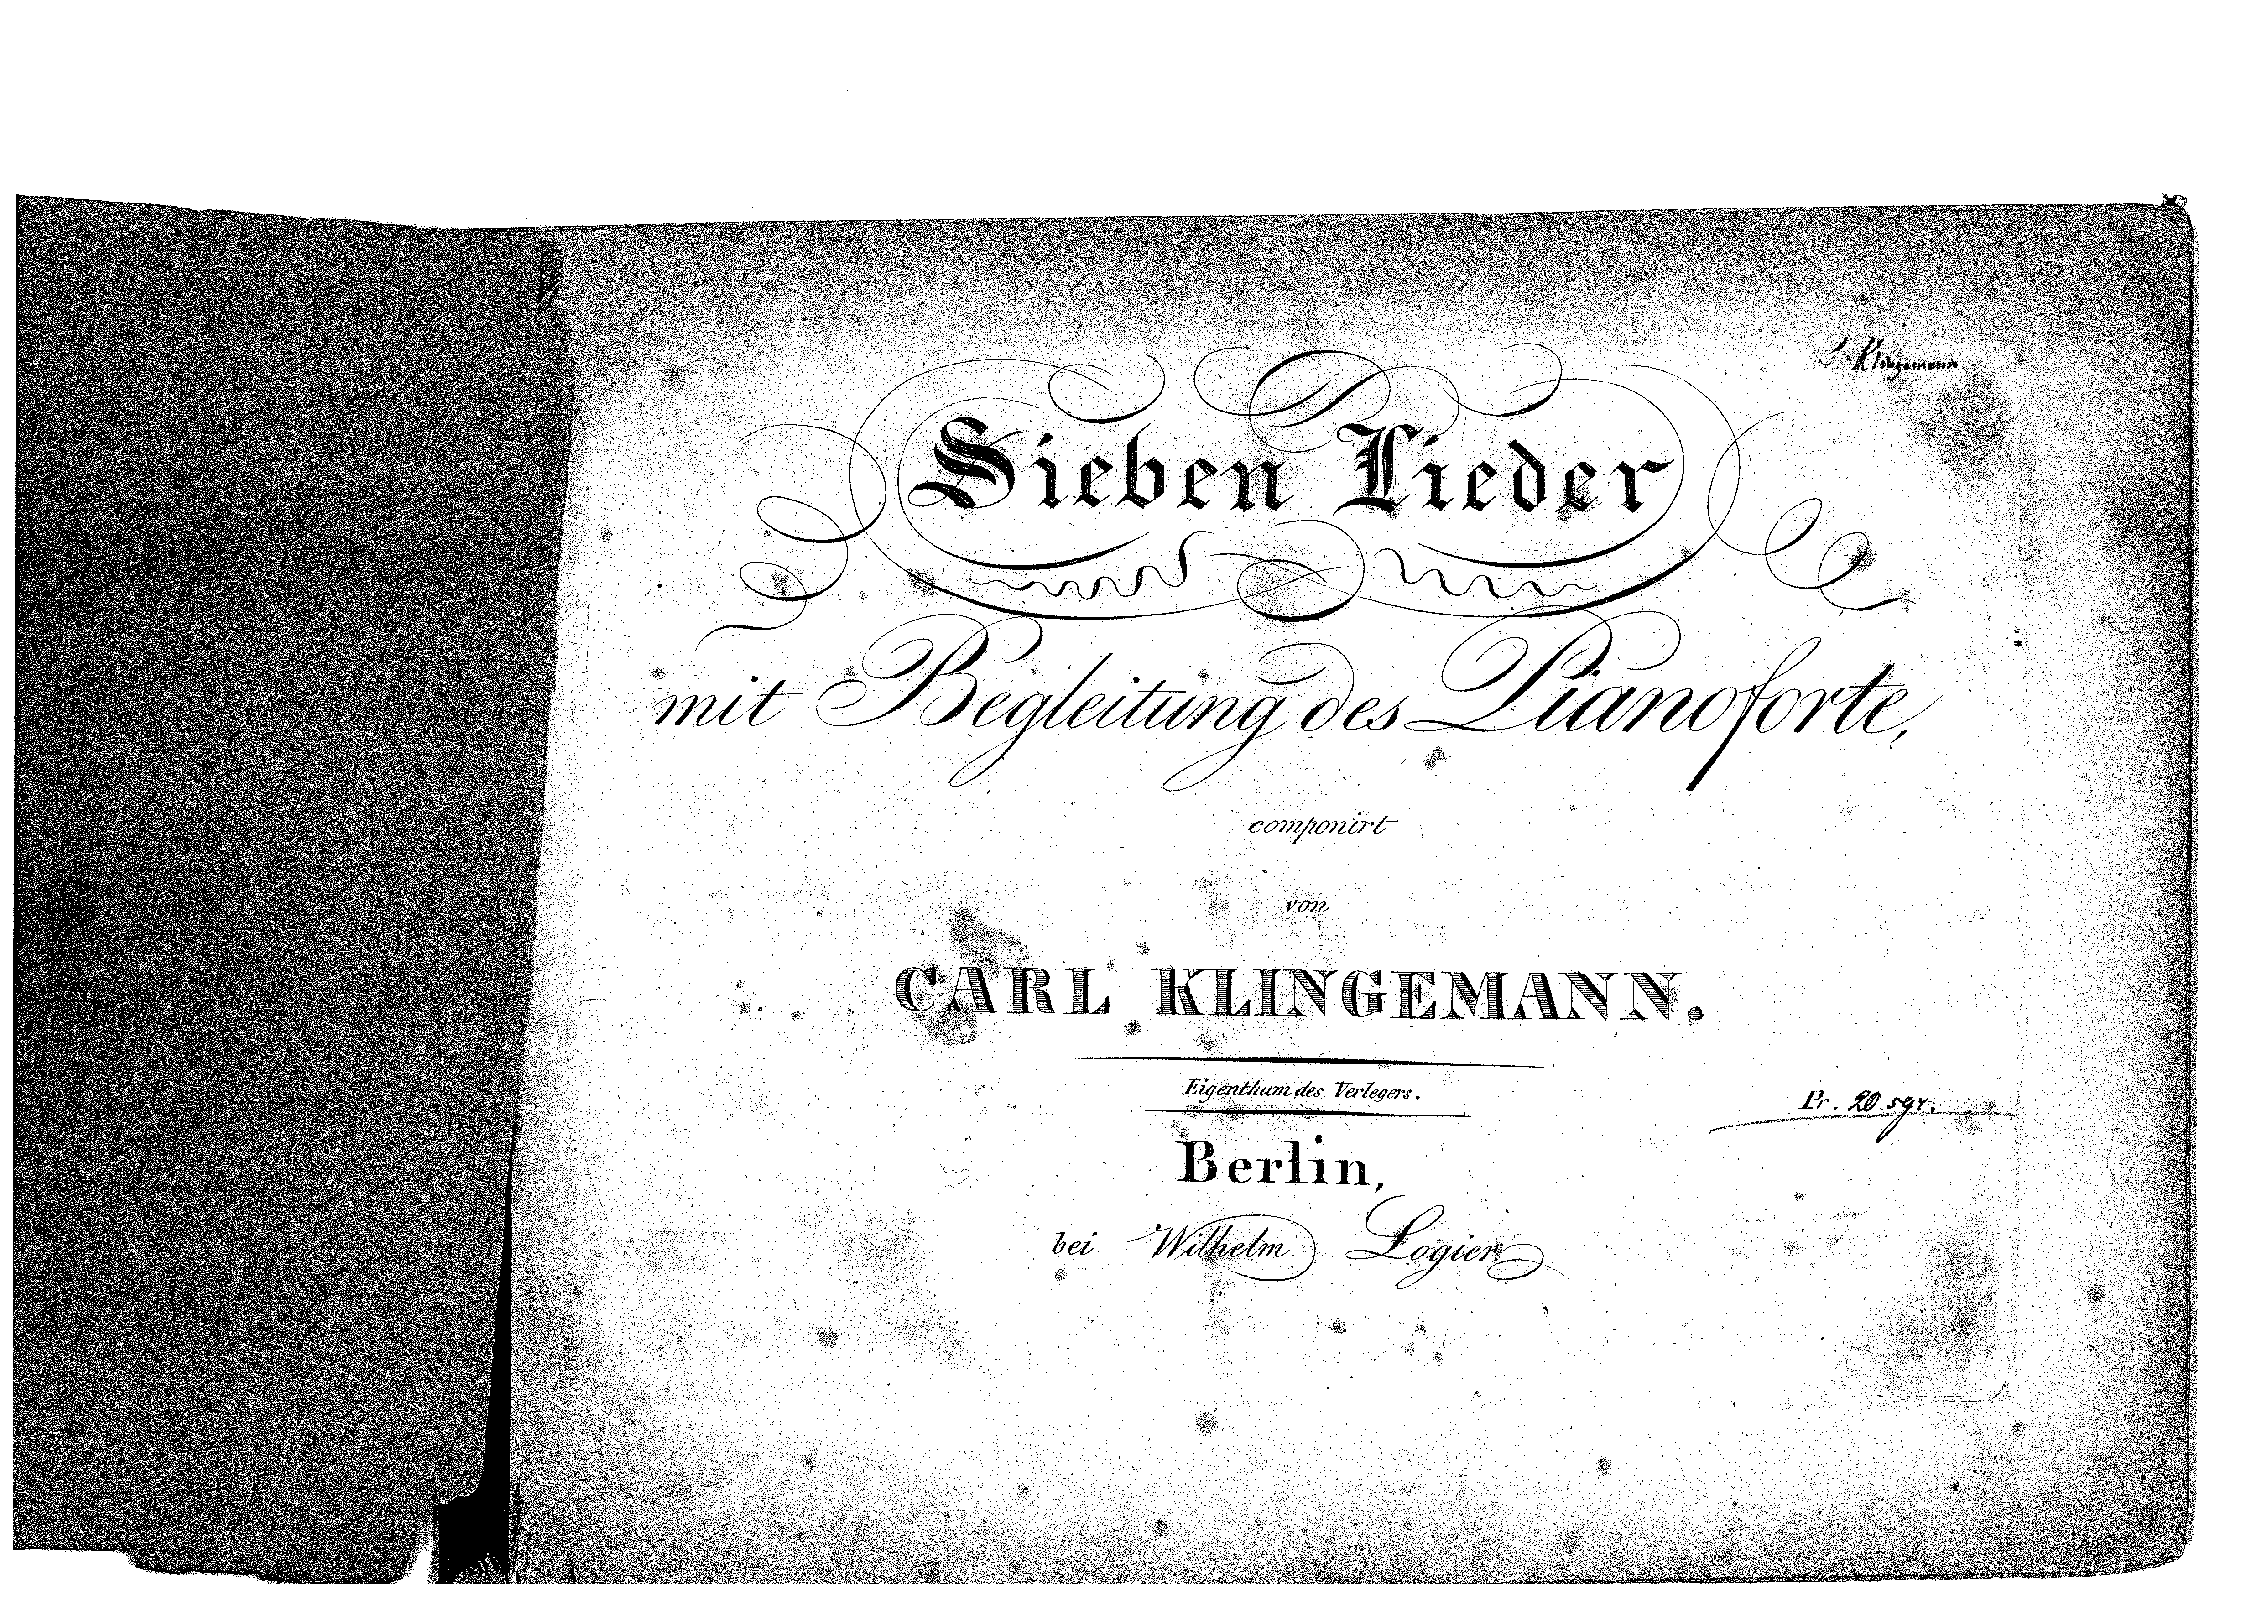 Klingemann
Sieben Lieder
mit Begleitung des Pianoforte,
componirt
von
CARL KLINGEMANN.
Eigenthum des Verlegers.
Pr. 20 sgr.
Berlin,
bei Wilhelm Logier